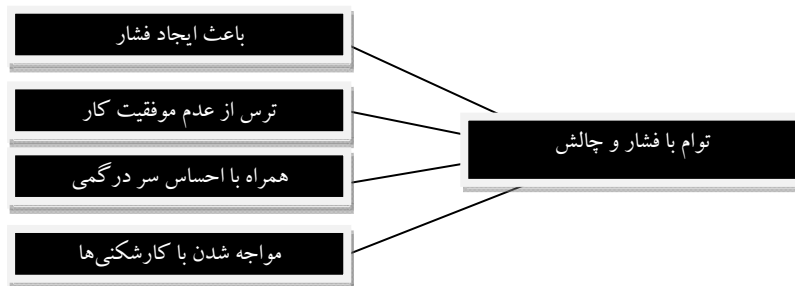 توام با فشار و چالش
باعث ایجاد فشار
ترس از عدم موفقیت کار
همراه با احساس سر درگمی
مواجه شدن با کارشکنی‌ها